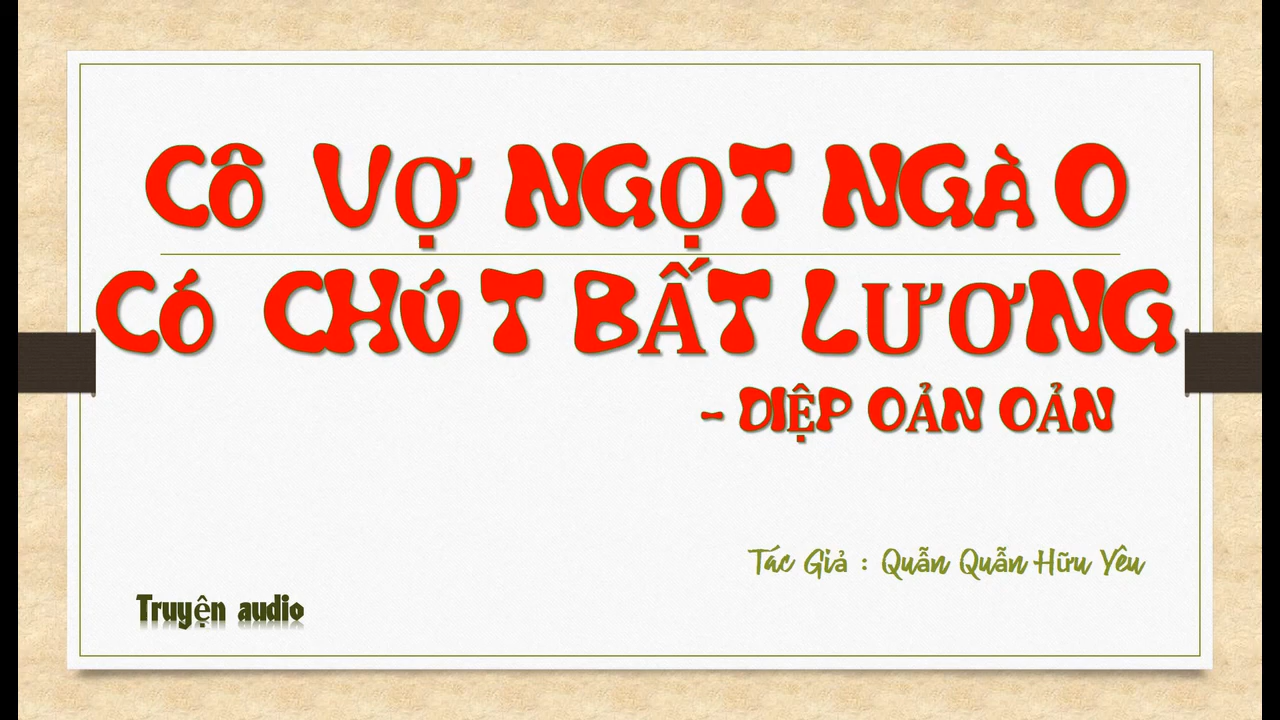 CÔ VỢ NGỌT NGÀO
CÓ CHÚT BẤT LƯƠNG
- DIỆP OẢN OẢN
Tác Giả : Quẫn Quẫn Hữu Yêu
Truyện audio